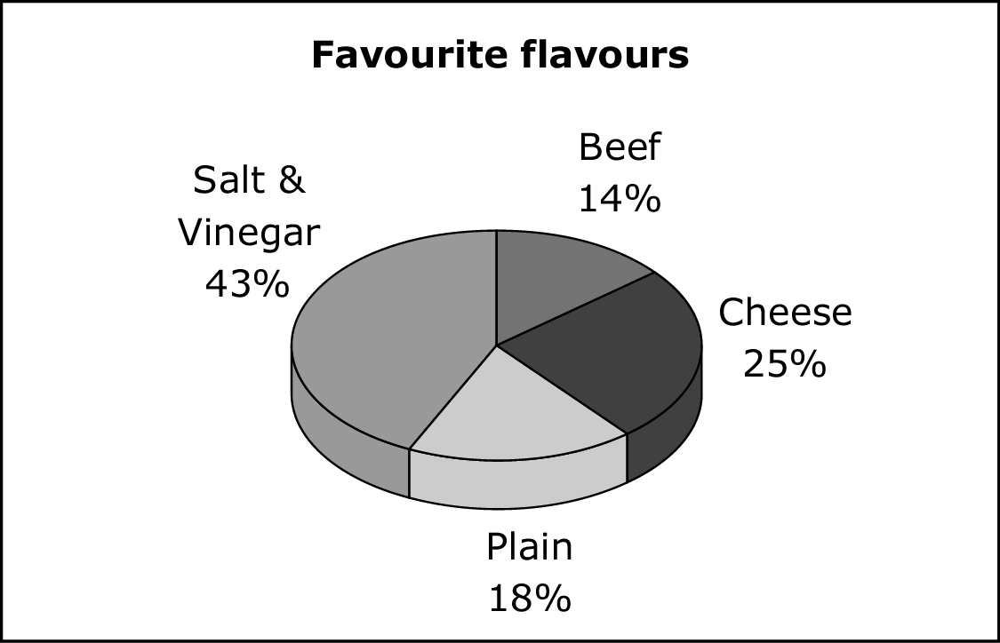 Favourite flavours
Beef
14%
Salt &
Vinegar
43%
Cheese
25%
Plain
18%